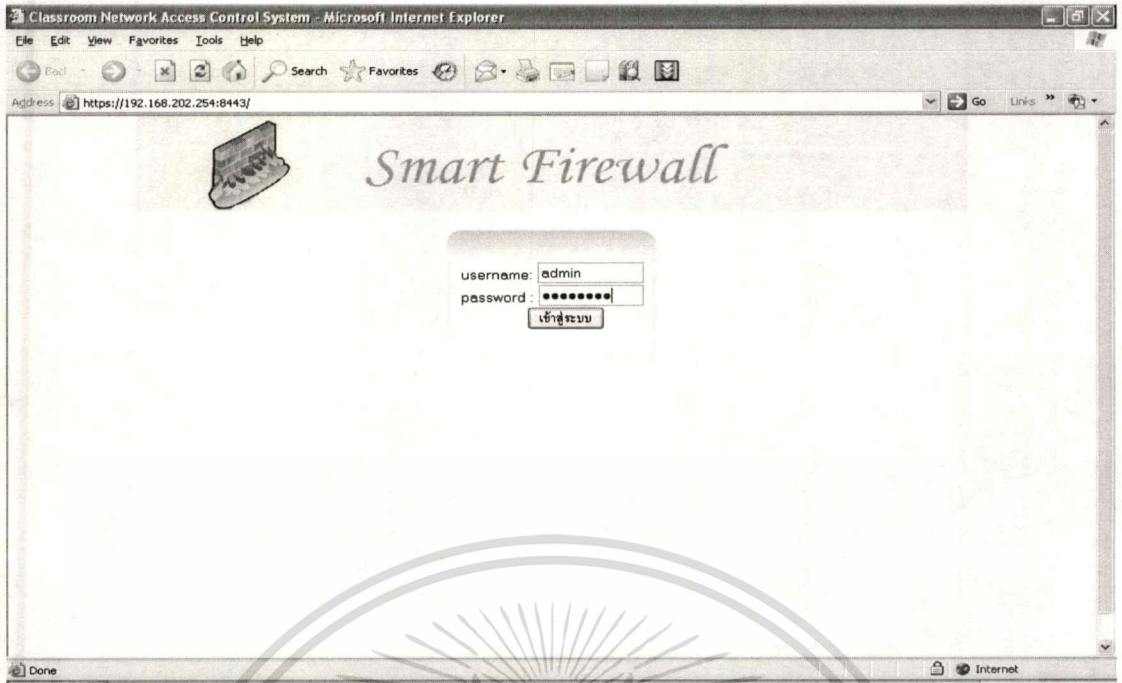 Classroom Network Access Control System - Microsoft Internet Explorer
File Edit View Favorites Tools Help
Back Search Favorites
Address https://192.168.202.254:8443/ Go Links »
ACCEPT
Smart Firewall
username: admin
password : ●●●●●●●●
เข้าสู่ระบบ
Done Internet